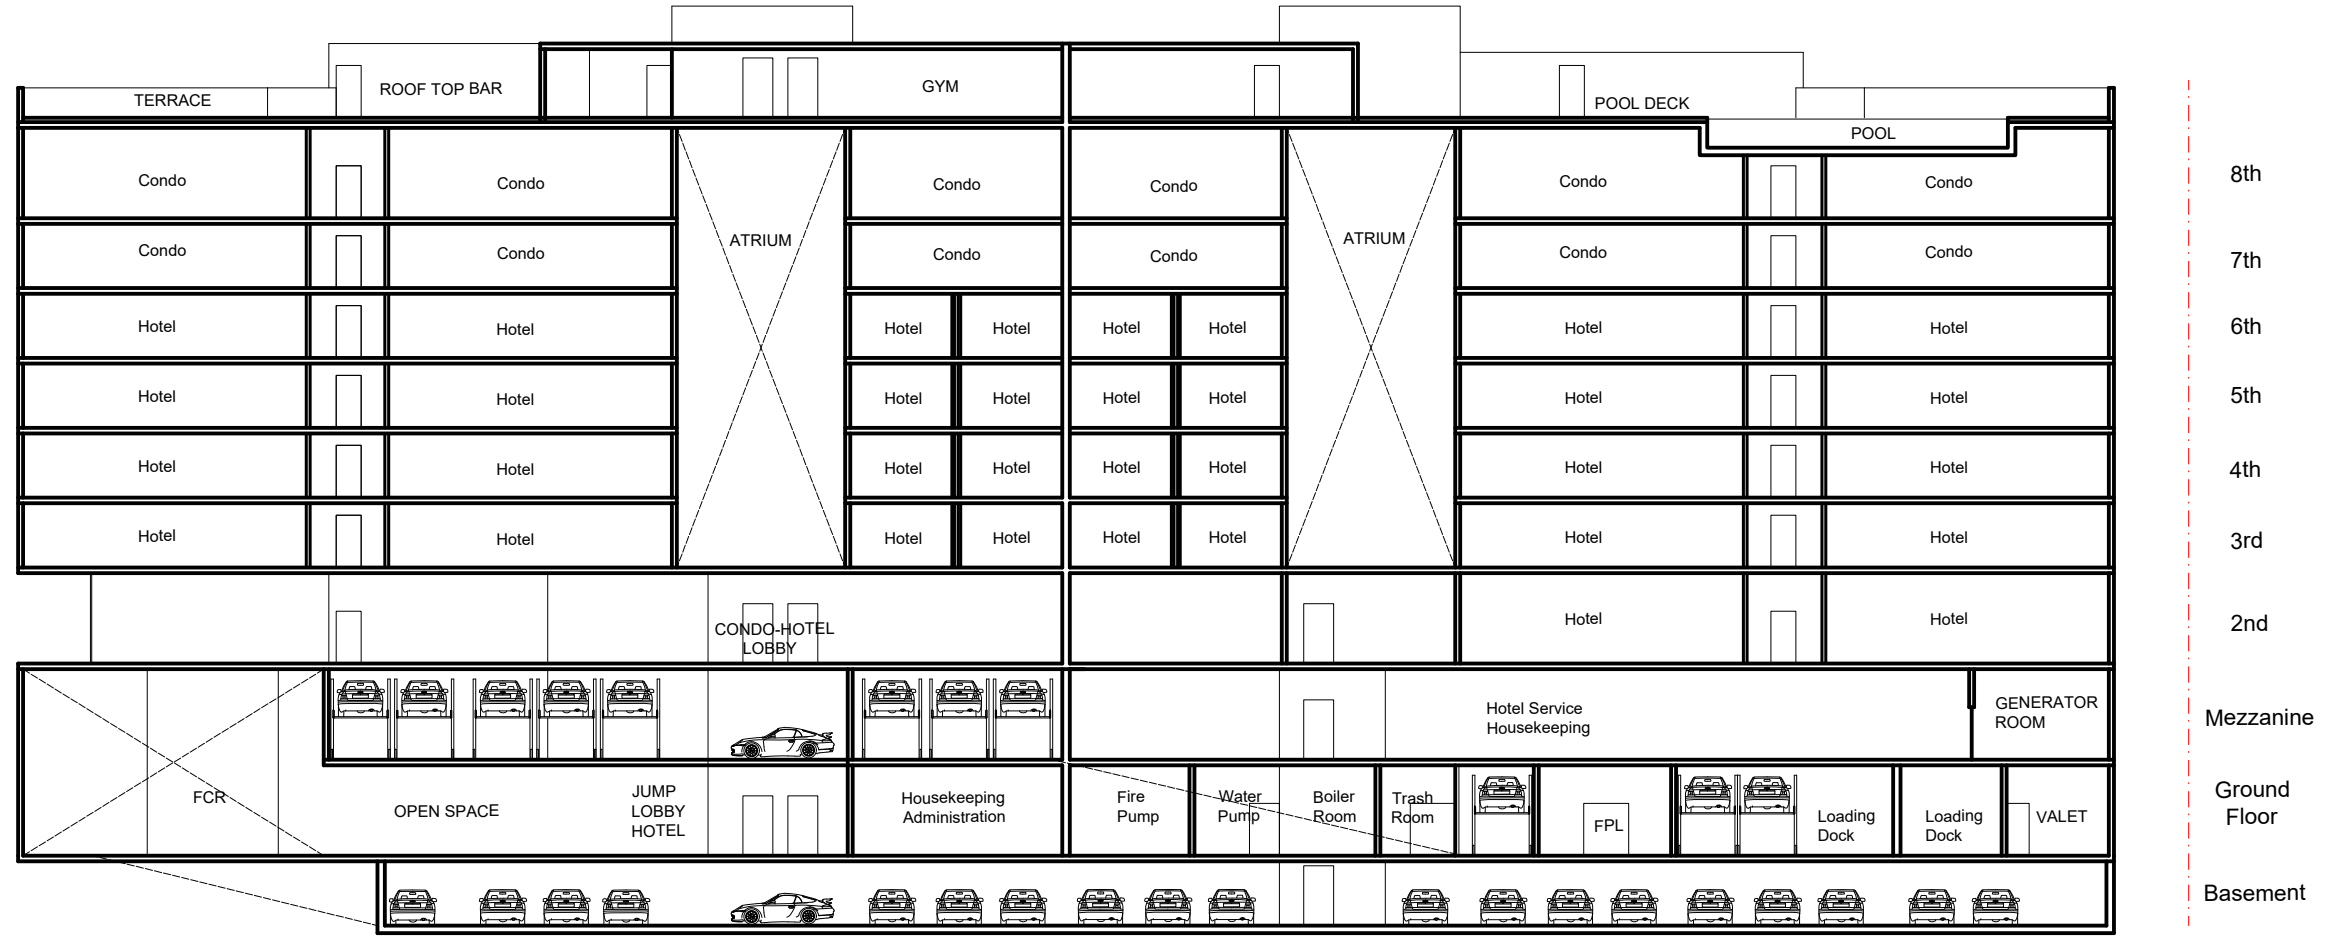 TERRACE
ROOF TOP BAR
GYM
POOL DECK
POOL
Condo
Condo
Condo
Condo
Condo
Condo
8th
ATRIUM
ATRIUM
Condo
Condo
Condo
Condo
Condo
Condo
7th
Hotel
Hotel
Hotel
Hotel
Hotel
Hotel
Hotel
Hotel
6th
Hotel
Hotel
Hotel
Hotel
Hotel
Hotel
Hotel
Hotel
5th
Hotel
Hotel
Hotel
Hotel
Hotel
Hotel
Hotel
Hotel
4th
Hotel
Hotel
Hotel
Hotel
Hotel
Hotel
Hotel
Hotel
3rd
CONDO-HOTEL
LOBBY
Hotel
Hotel
2nd
Hotel Service
Housekeeping
GENERATOR
ROOM
Mezzanine
FCR
OPEN SPACE
JUMP
LOBBY
HOTEL
Housekeeping
Administration
Fire
Pump
Water
Pump
Boiler
Room
Trash
Room
FPL
Loading
Dock
Loading
Dock
VALET
Ground
Floor
Basement